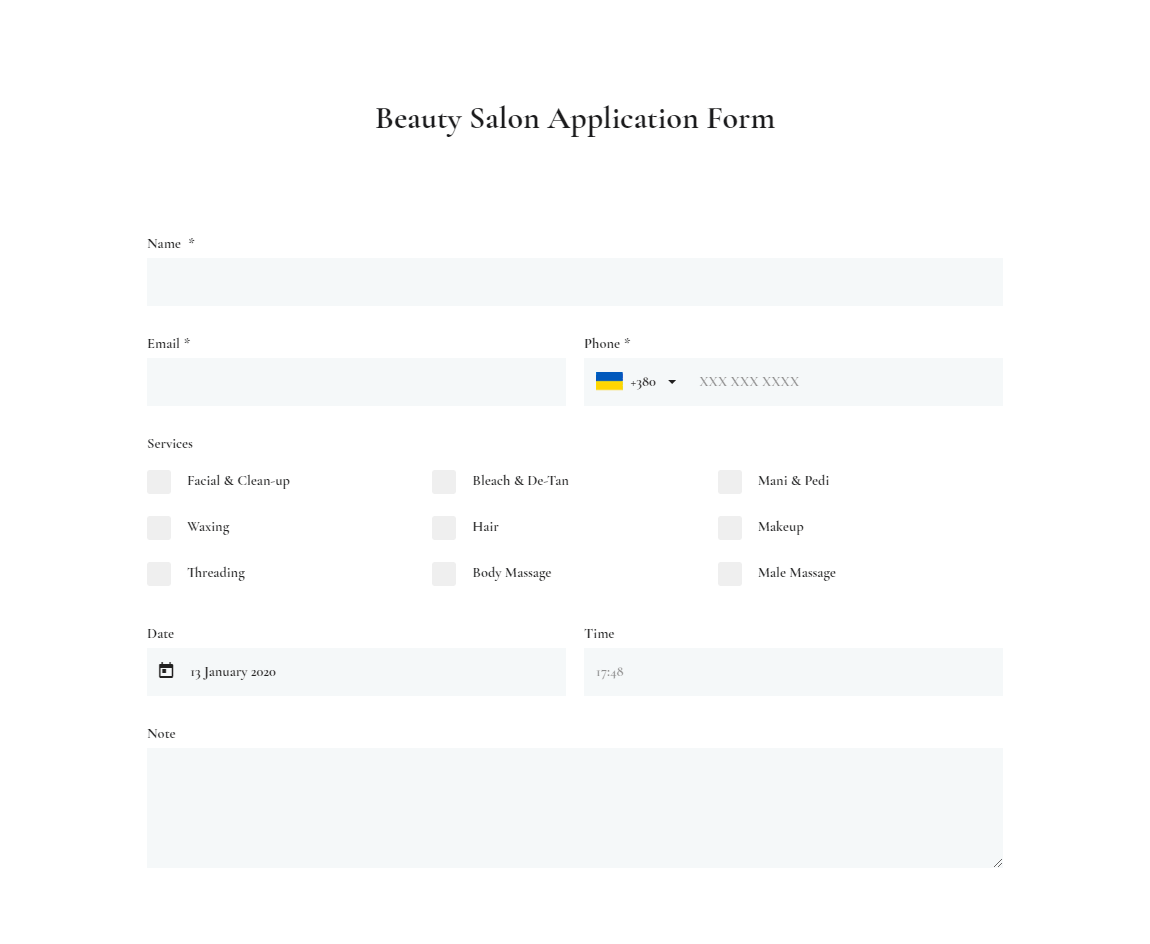 Beauty Salon Application Form
Name *
Email * Phone *
+380 XXX XXX XXXX
Services
Facial & Clean-up Bleach & De-Tan Mani & Pedi
Waxing Hair Makeup
Threading Body Massage Male Massage
Date Time
13 January 2020 17:48
Note